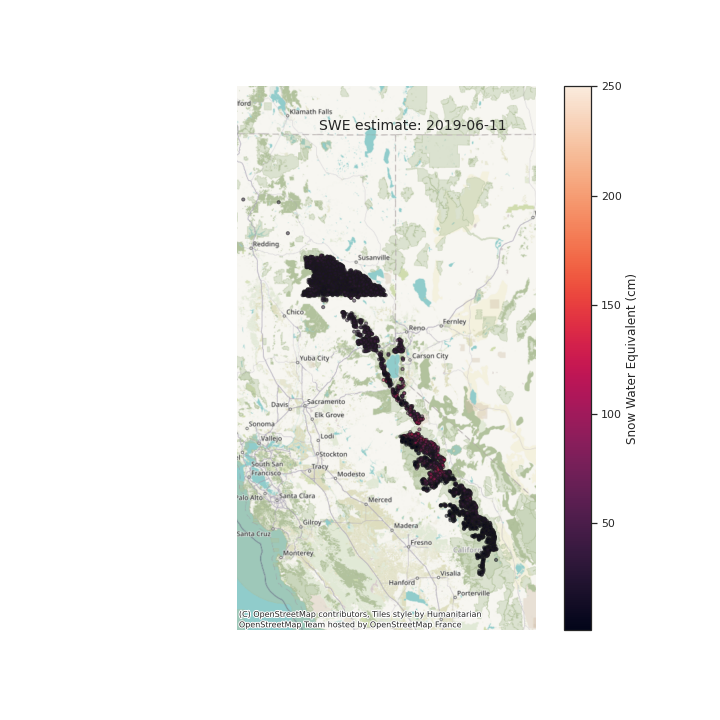 ford
Klamath Falls
SWE estimate: 2019-06-11
Redding
Susanville
Chico
Reno
Fernley
Yuba City
Carson City
Davis
Sacramento
Elk Grove
Sonoma
Lodi
Vallejo
Stockton
South San
Francisco
Tracy
Modesto
Palo Alto
Santa Clara
Merced
Gilroy
Madera
Santa Cruz
Fresno
Monterey
Hanford
Visalia
Porterville
(C) OpenStreetMap contributors, Tiles style by Humanitarian
OpenStreetMap Team hosted by OpenStreetMap France
250
200
150
100
50
Snow Water Equivalent (cm)